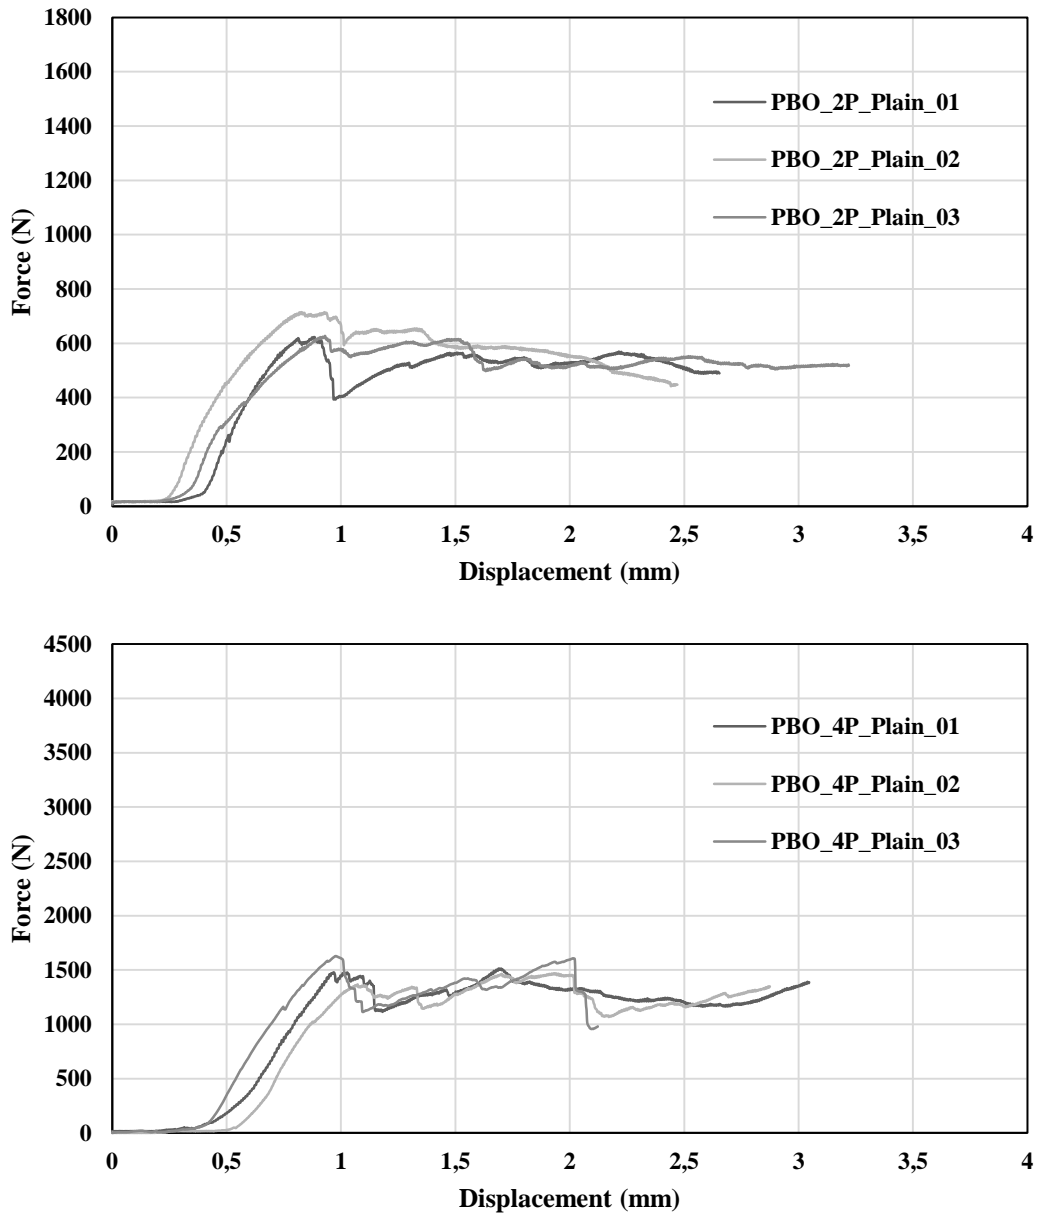 1800
1600
1400
1200
1000
800
600
400
200
0
Force (N)
PBO_2P_Plain_01
PBO_2P_Plain_02
PBO_2P_Plain_03
0 0,5 1 1,5 2 2,5 3 3,5 4
Displacement (mm)
4500
4000
3500
3000
2500
2000
1500
1000
500
0
Force (N)
PBO_4P_Plain_01
PBO_4P_Plain_02
PBO_4P_Plain_03
0 0,5 1 1,5 2 2,5 3 3,5 4
Displacement (mm)